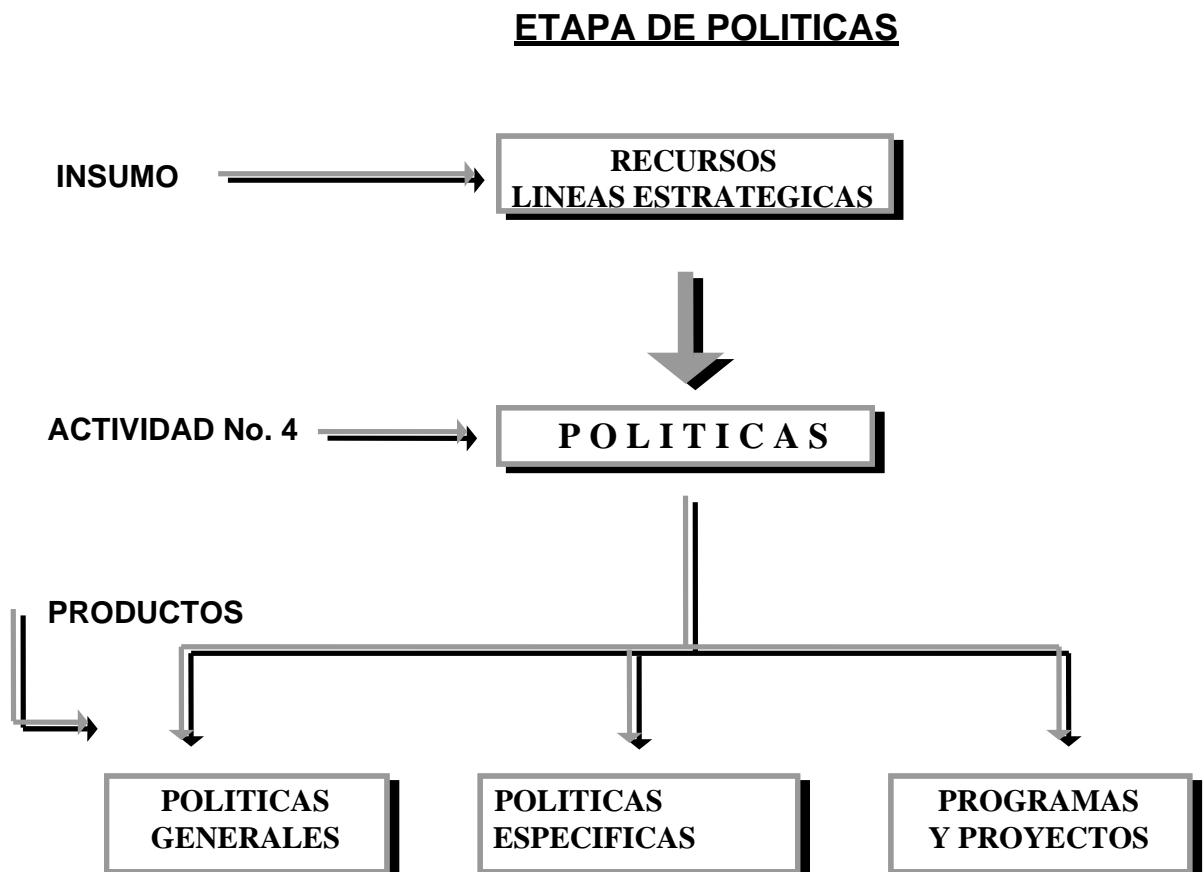 ETAPA DE POLITICAS
INSUMO
RECURSOS
LINEAS ESTRATEGICAS
ACTIVIDAD No. 4
P O L I T I C A S
PRODUCTOS
POLITICAS
GENERALES
POLITICAS
ESPECIFICAS
PROGRAMAS
Y PROYECTOS